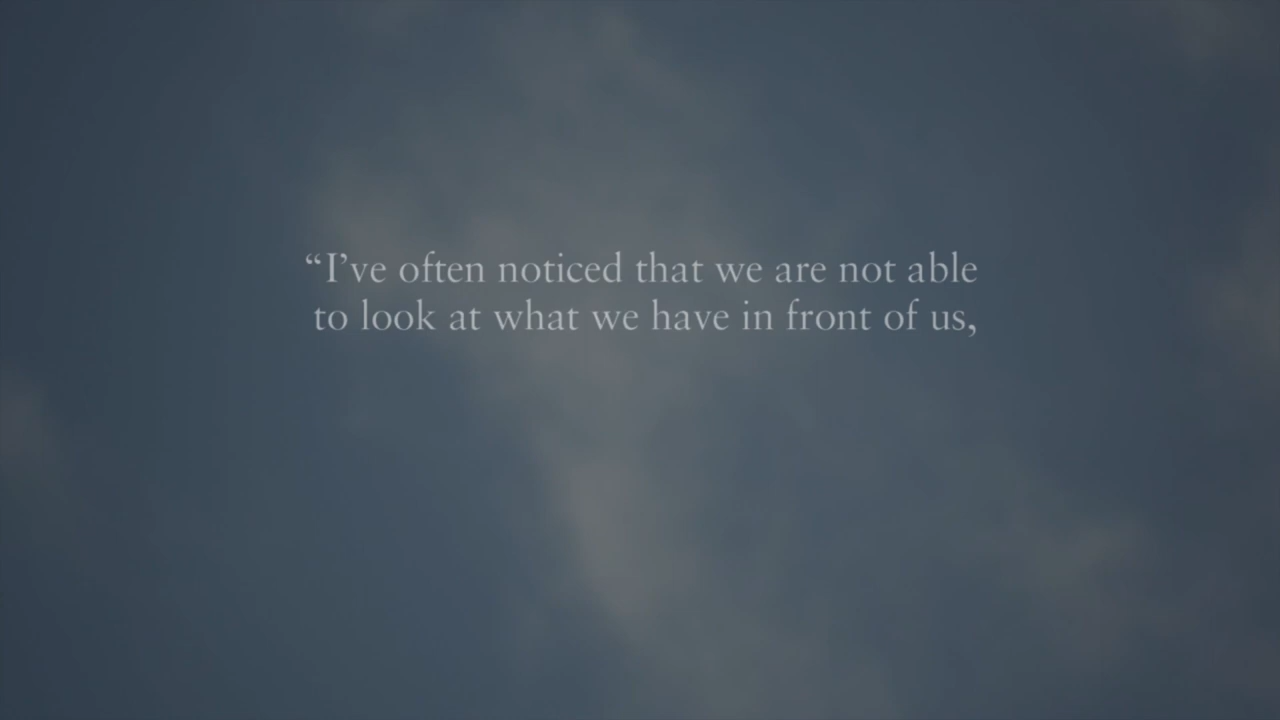 “I’ve often noticed that we are not able
to look at what we have in front of us,